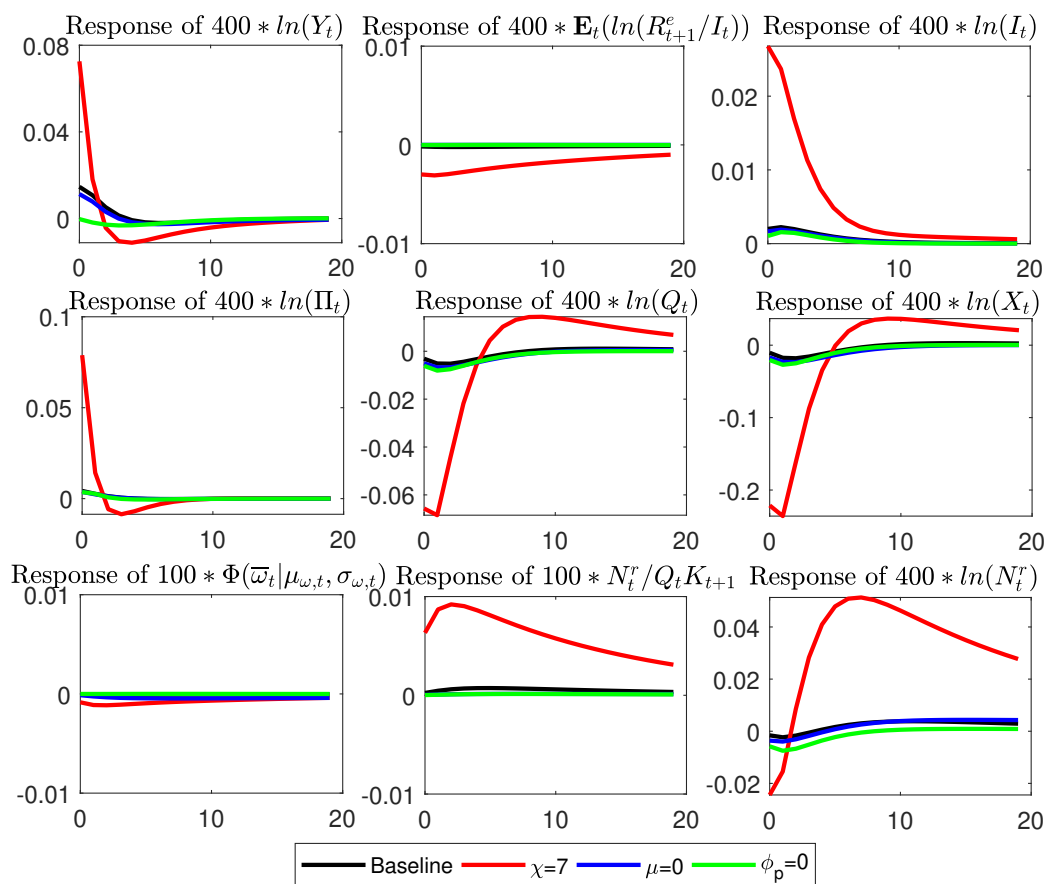 Response of 400 ∗ ln(Y_t)
0.08
0.04
0
0 10 20
Response of 400 ∗ E_t(ln(R^e_{t+1}/I_t))
0.01
0
-0.01
0 10 20
Response of 400 ∗ ln(I_t)
0.02
0.01
0
0 10 20
Response of 400 ∗ ln(Π_t)
0.1
0.05
0
0 10 20
Response of 400 ∗ ln(Q_t)
0
-0.02
-0.04
-0.06
0 10 20
Response of 400 ∗ ln(X_t)
0
-0.1
-0.2
0 10 20
Response of 100 ∗ Φ(ω̅_t|μ_{ω,t}, σ_{ω,t})
0.01
0
-0.01
0 10 20
Response of 100 ∗ N^r_t/Q_tK_{t+1}
0.01
0
-0.01
0 10 20
Response of 400 ∗ ln(N^r_t)
0.04
0.02
0
-0.02
0 10 20
Baseline χ=7 μ=0 ϕ_p=0